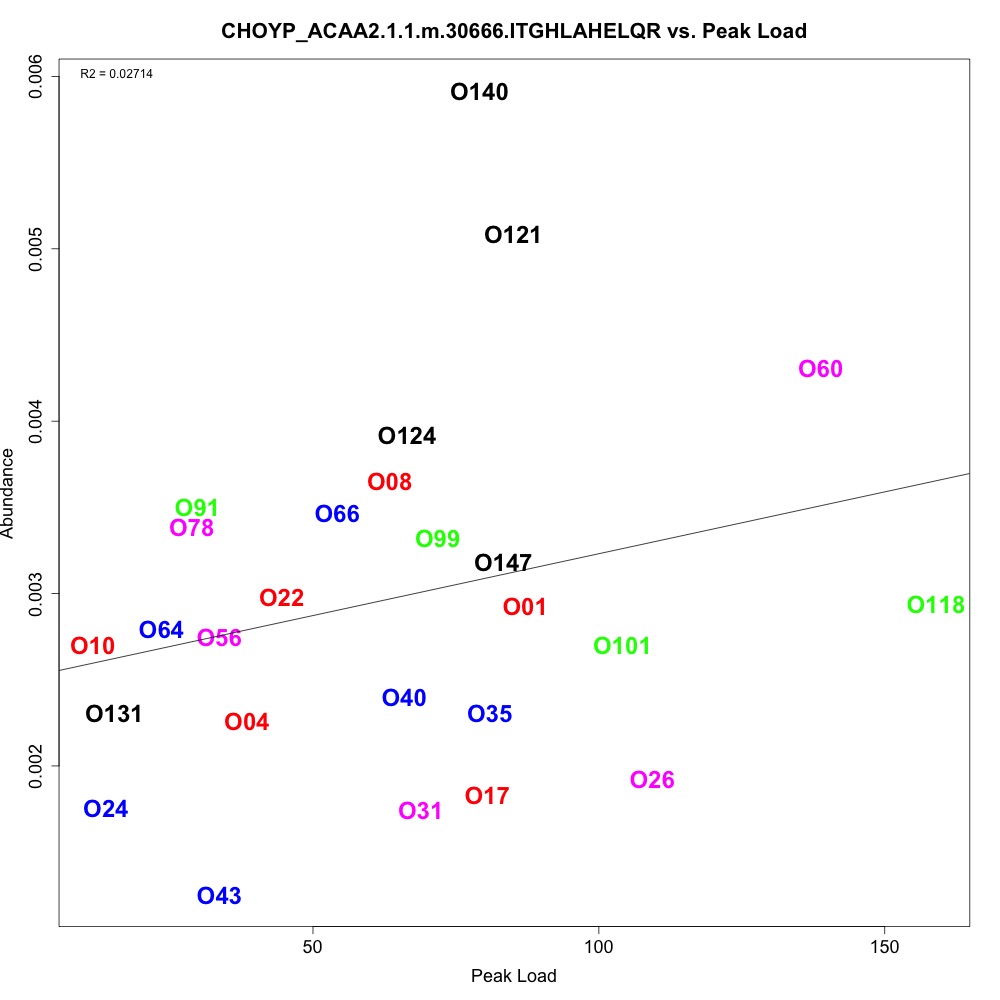 CHOYP_ACAA2.1.1.m.30666.ITGHLAHELQR vs. Peak Load
R2 = 0.02714
0.006
O140
0.005
O121
O60
0.004
O124
O08
O91
O66
O78
O99
Abundance
O147
0.003
O22
O01
O118
O64
O56
O10
O101
O40
O131
O35
O04
0.002
O26
O17
O24
O31
O43
50
100
150
Peak Load